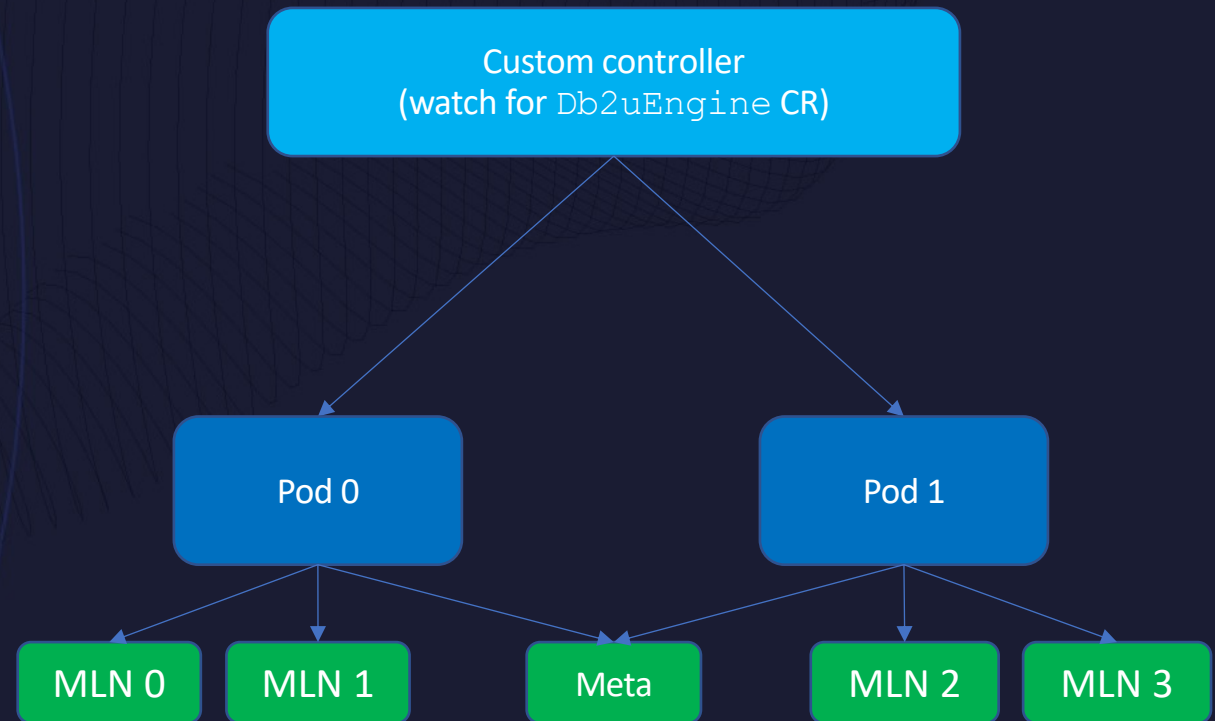 Custom controller
(watch for Db2uEngine CR)
Pod 0
Pod 1
MLN 0
MLN 1
Meta
MLN 2
MLN 3